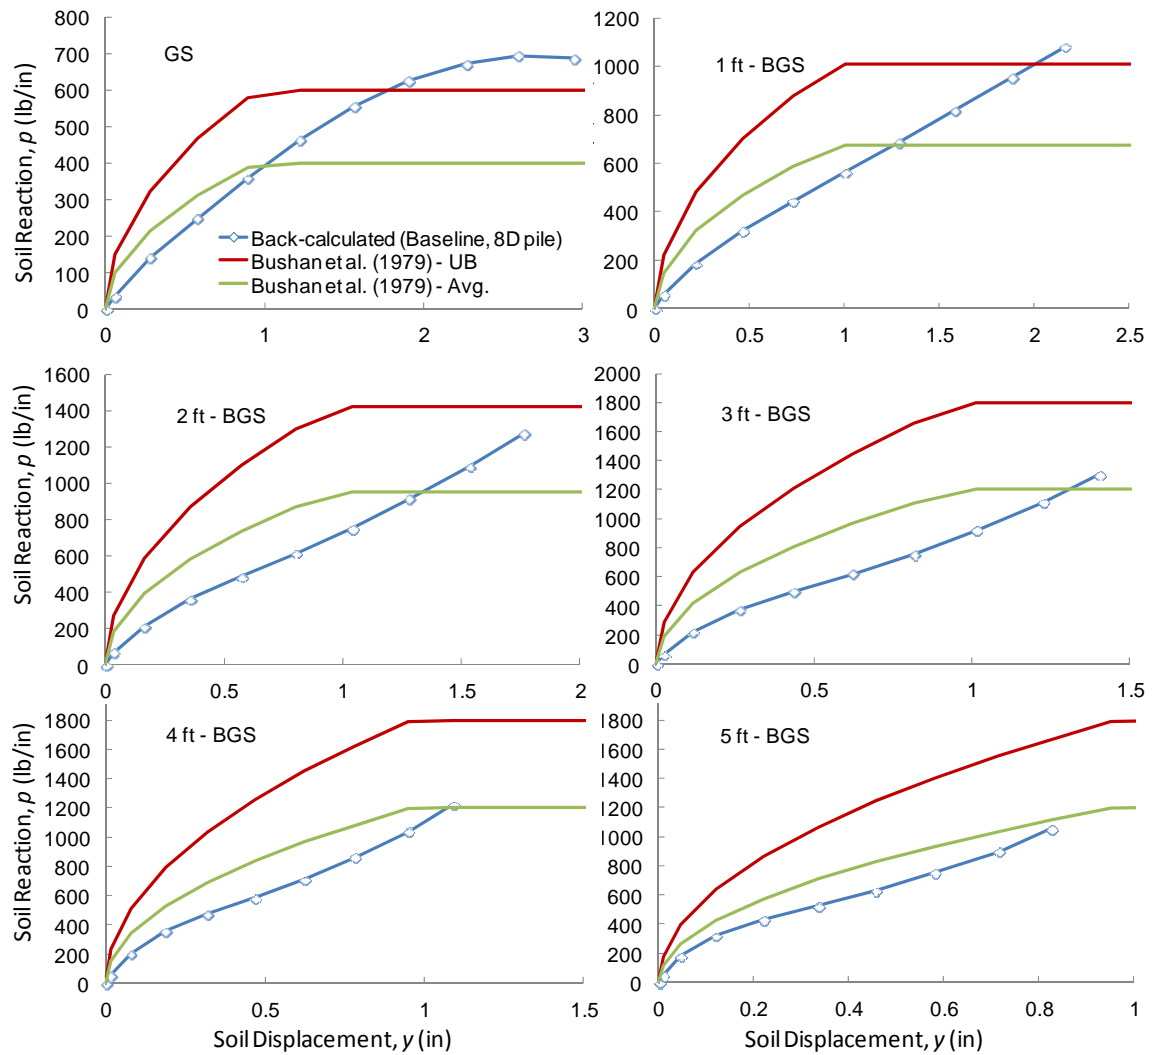 800
700
600
500
400
300
200
100
0
Soil Reaction, p (lb/in)
GS
Back-calculated (Baseline, 8D pile)
Bushan et al. (1979) - UB
Bushan et al. (1979) - Avg.
0 1 2 3
1200
1000
800
600
400
200
0
1 ft - BGS
0 0.5 1 1.5 2 2.5
1600
1400
1200
1000
800
600
400
200
0
Soil Reaction, p (lb/in)
2 ft - BGS
0 0.5 1 1.5 2
2000
1800
1600
1400
1200
1000
800
600
400
200
0
3 ft - BGS
0 0.5 1 1.5
1800
1600
1400
1200
1000
800
600
400
200
0
Soil Reaction, p (lb/in)
4 ft - BGS
0 0.5 1 1.5
Soil Displacement, y (in)
1800
1600
1400
1200
1000
800
600
400
200
0
5 ft - BGS
0 0.2 0.4 0.6 0.8 1
Soil Displacement, y (in)